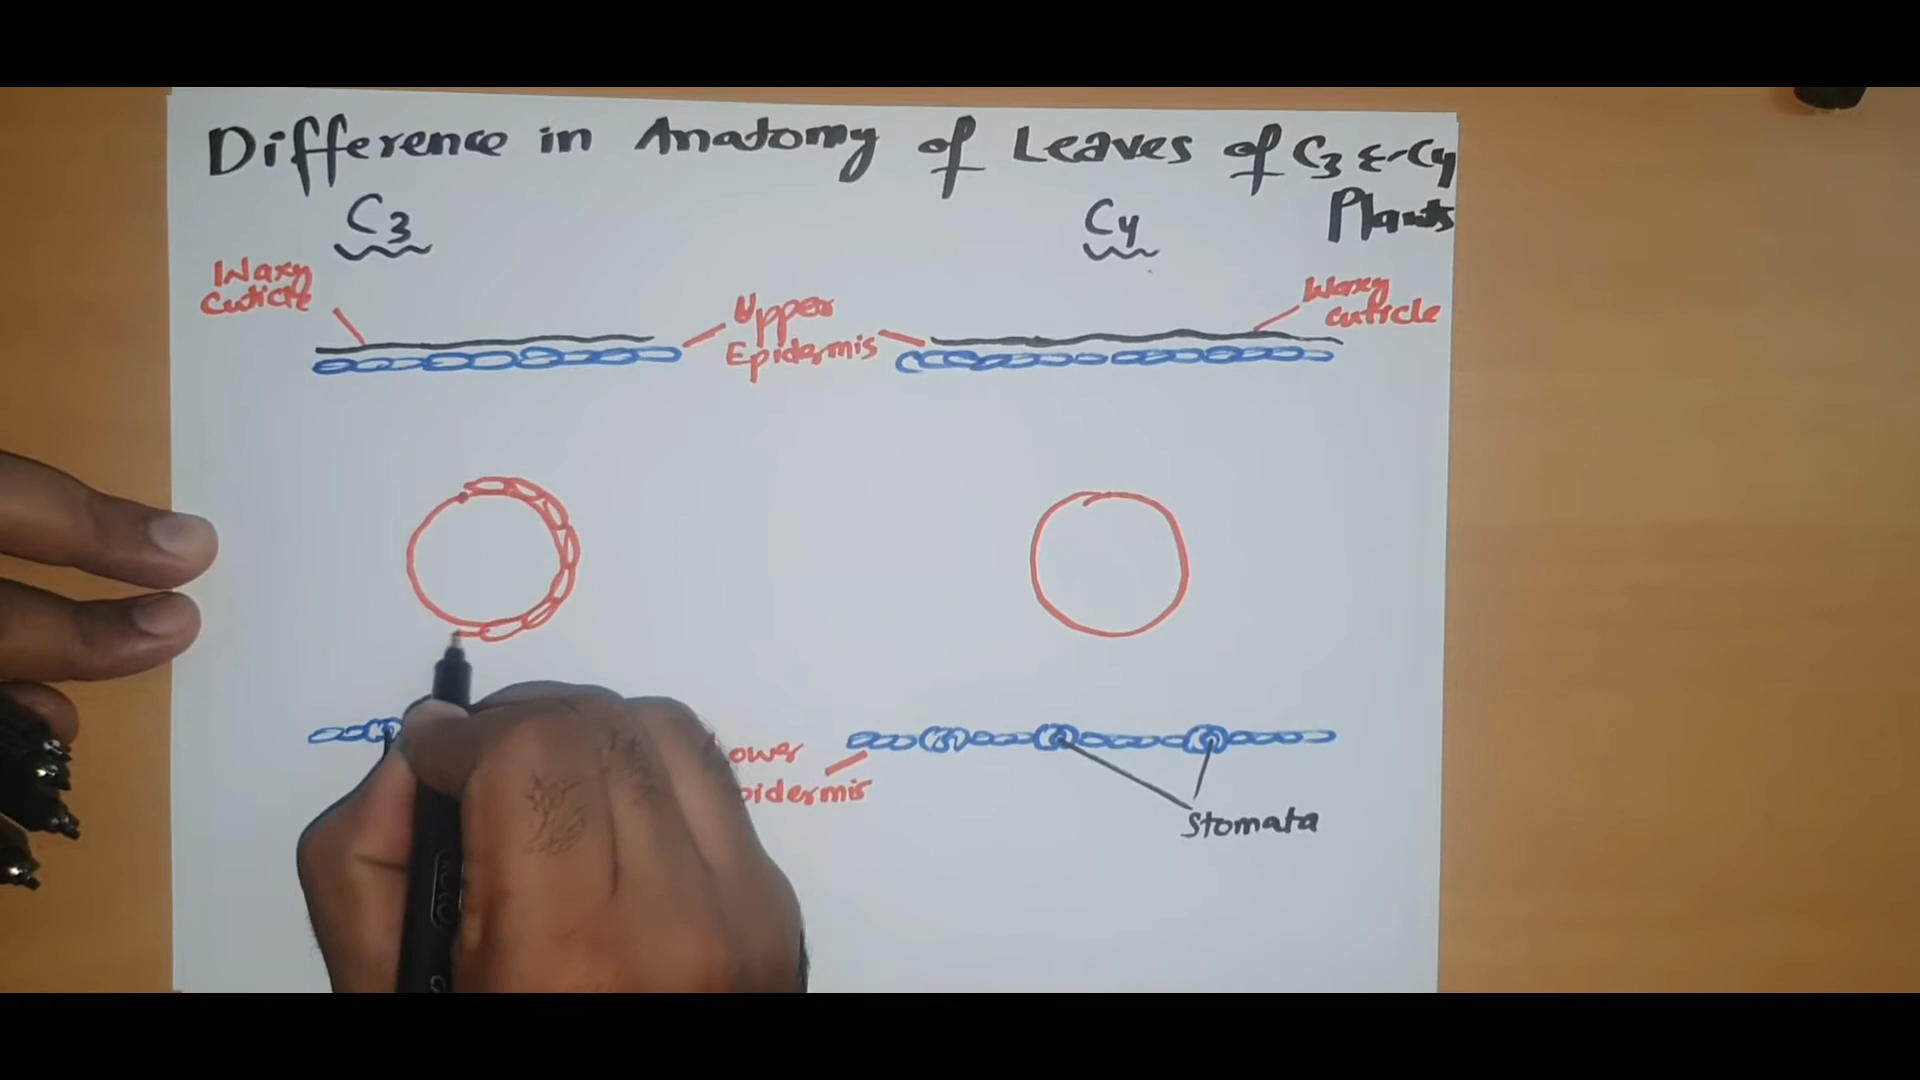 Difference in Anatomy of Leaves of C3 & C4
Plants
C3
C4
Waxy
Cuticle
Upper
Epidermis
Waxy
cuticle
Stomata